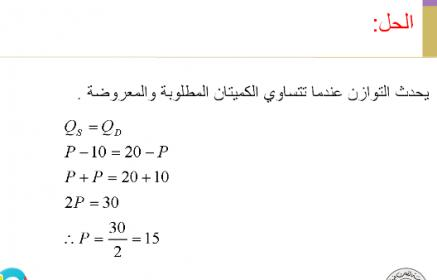 الحل:
يحدث التوازن عندما تتساوي الكميتان المطلوبة والمعروضة .
Q_S = Q_D
P − 10 = 20 − P
P + P = 20 + 10
2P = 30
∴ P = 30/2 = 15